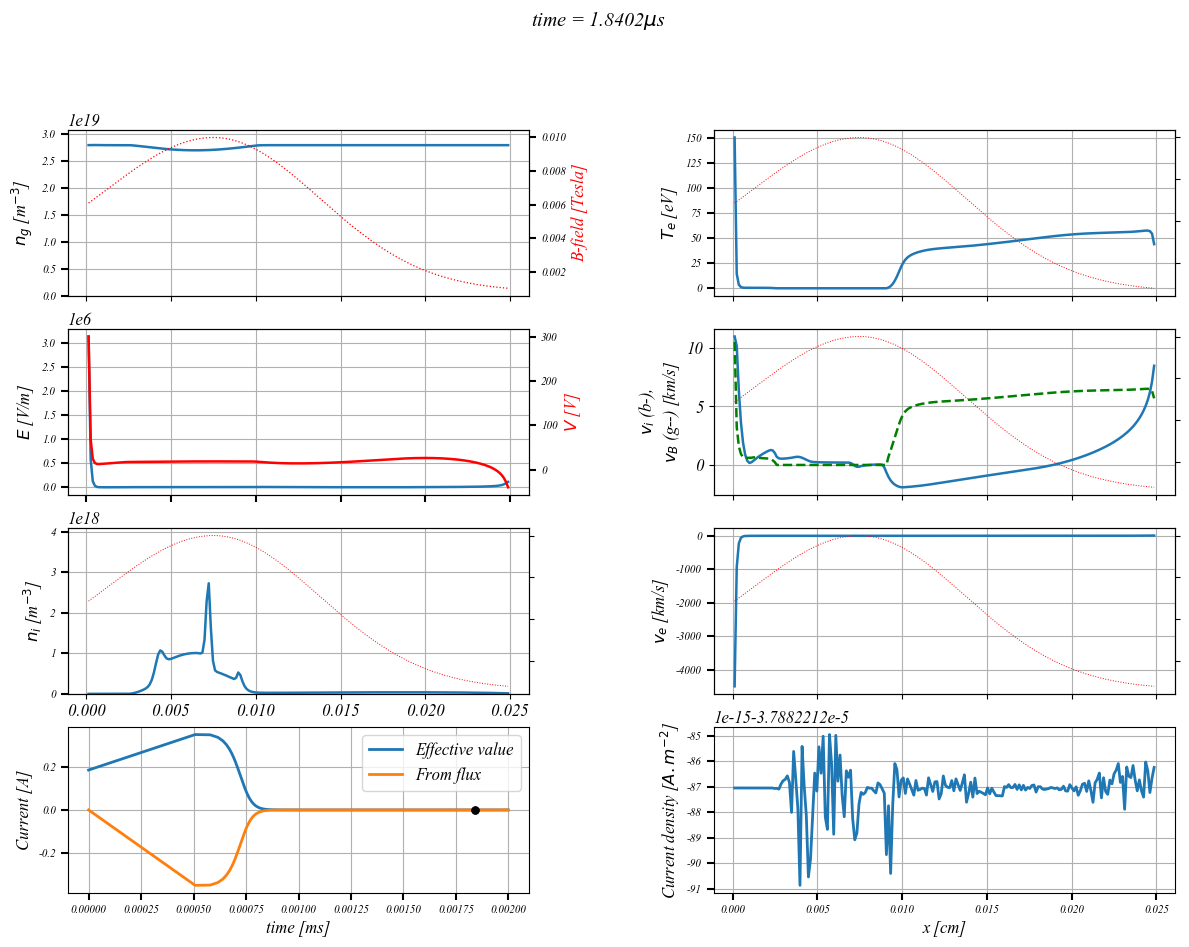 time = 1.8402μs
1e19
3.0
2.5
2.0
1.5
1.0
0.5
0.0
n_g [m^{-3}]
0.010
0.008
0.006
0.004
0.002
B-field [Tesla]
150
125
100
75
50
25
0
T_e [eV]
1e6
3.0
2.5
2.0
1.5
1.0
0.5
0.0
E [V/m]
300
200
100
0
V [V]
10
5
0
v_i (b-),
v_B (g--) [km/s]
1e18
4
3
2
1
0
n_i [m^{-3}]
0.000 0.005 0.010 0.015 0.020 0.025
0
-1000
-2000
-3000
-4000
v_e [km/s]
0.2
0.0
-0.2
Current [A]
Effective value
From flux
0.00000 0.00025 0.00050 0.00075 0.00100 0.00125 0.00150 0.00175 0.00200
time [ms]
1e-15-3.7882212e-5
-85
-86
-87
-88
-89
-90
-91
Current density [A.m^{-2}]
0.000 0.005 0.010 0.015 0.020 0.025
x [cm]